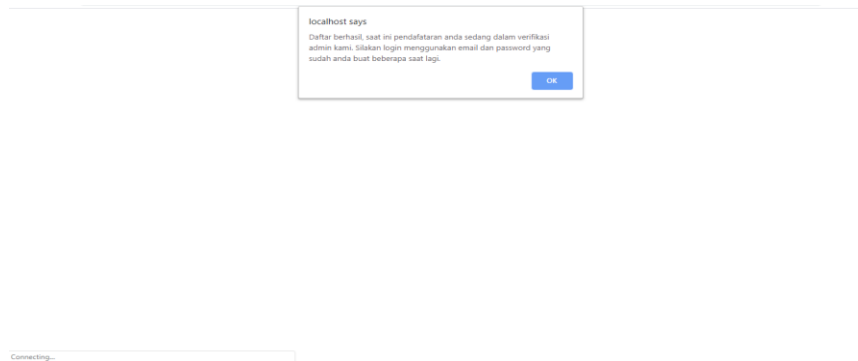 localhost says
Daftar berhasil, saat ini pendafataran anda sedang dalam verifikasi
admin kami. Silakan login menggunakan email dan password yang
sudah anda buat beberapa saat lagi.
OK
Connecting...